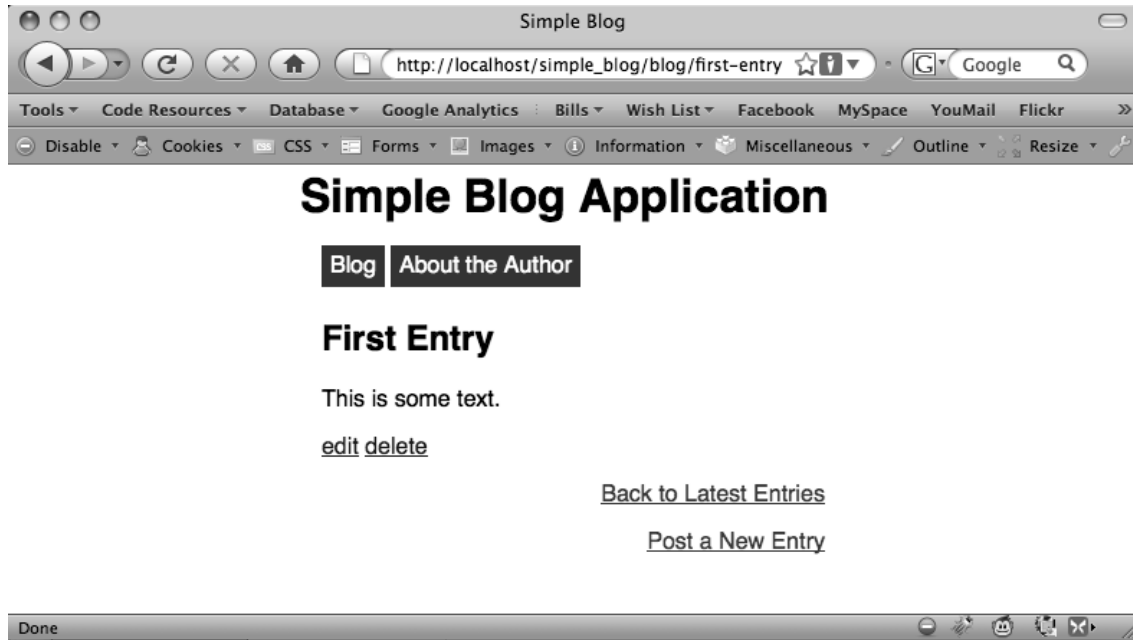 Simple Blog
http://localhost/simple_blog/blog/first-entry G Google
Tools Code Resources Database Google Analytics Bills Wish List Facebook MySpace YouMail Flickr »
Disable Cookies CSS CSS Forms Images Information Miscellaneous Outline Resize
Simple Blog Application
Blog About the Author
First Entry
This is some text.
edit delete
Back to Latest Entries
Post a New Entry
Done